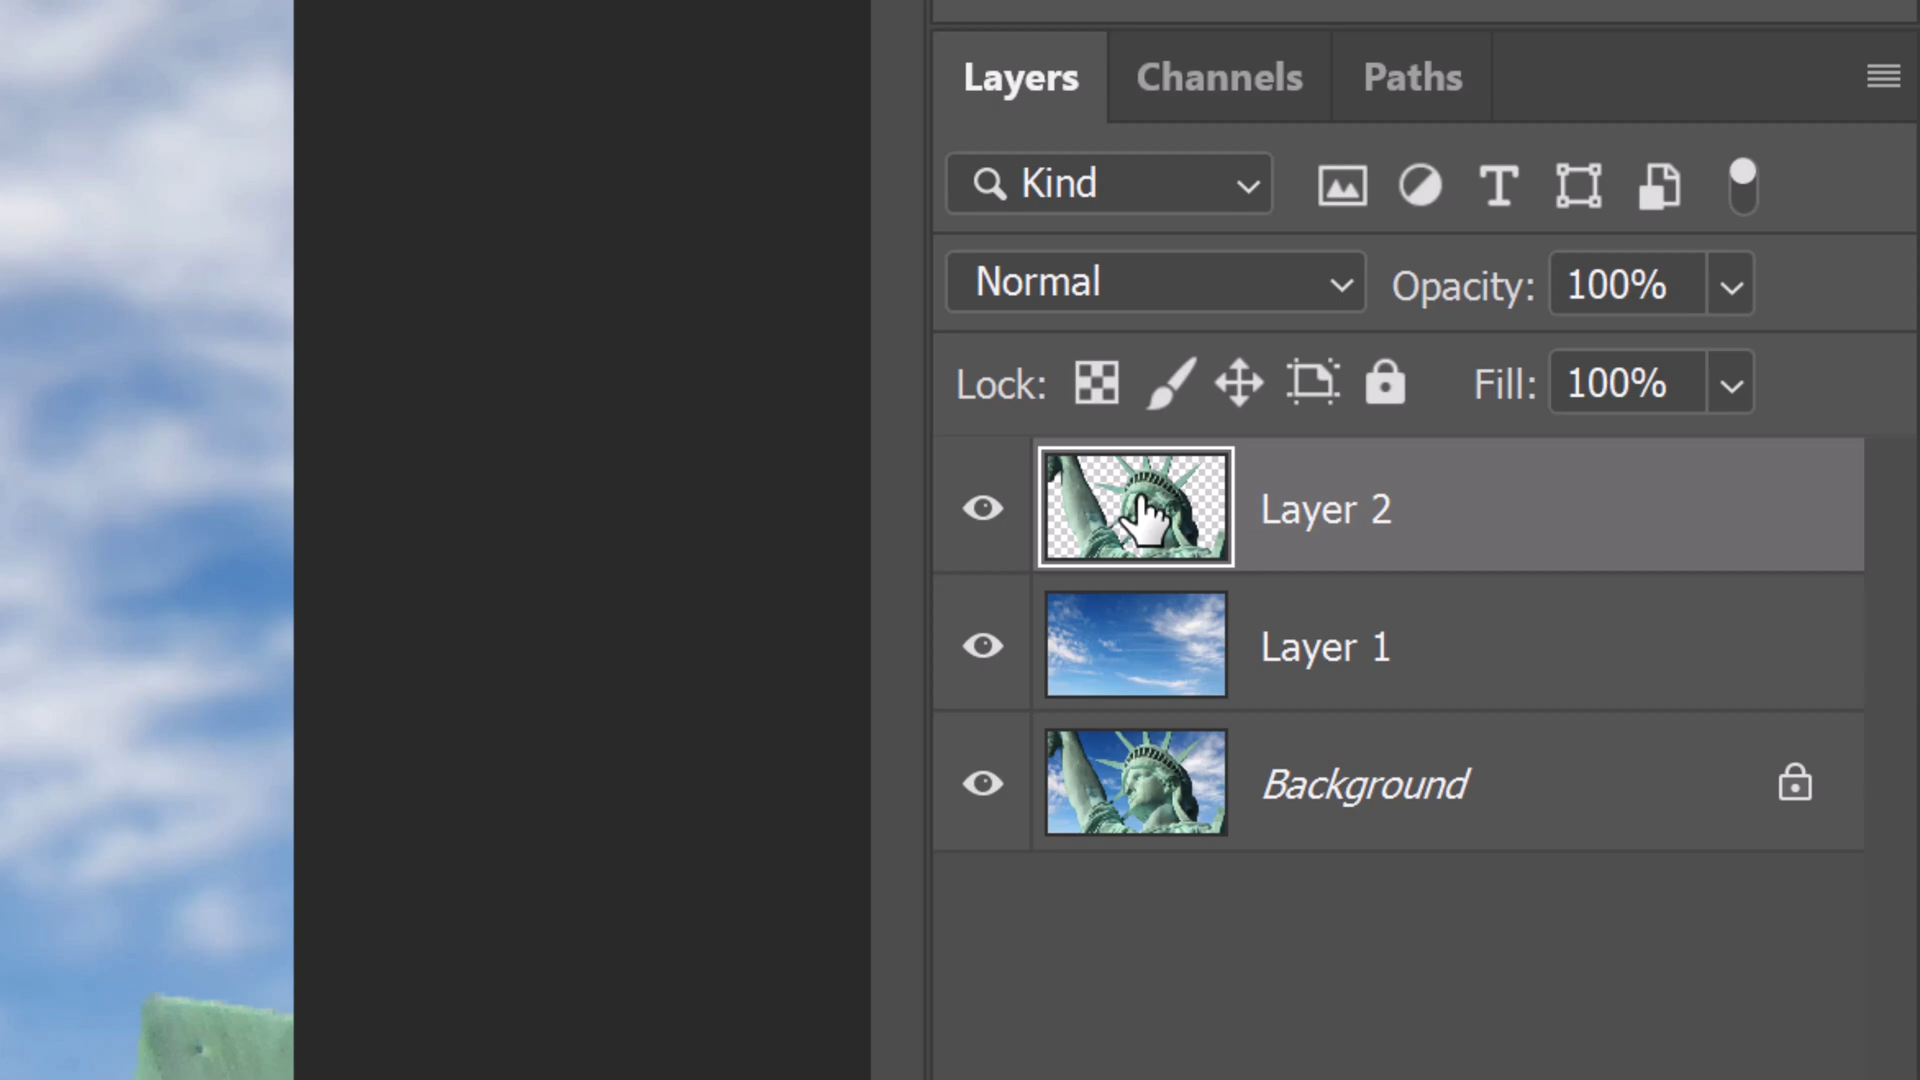 Layers Channels Paths
Kind
Normal Opacity: 100%
Lock: Fill: 100%
Layer 2
Layer 1
Background